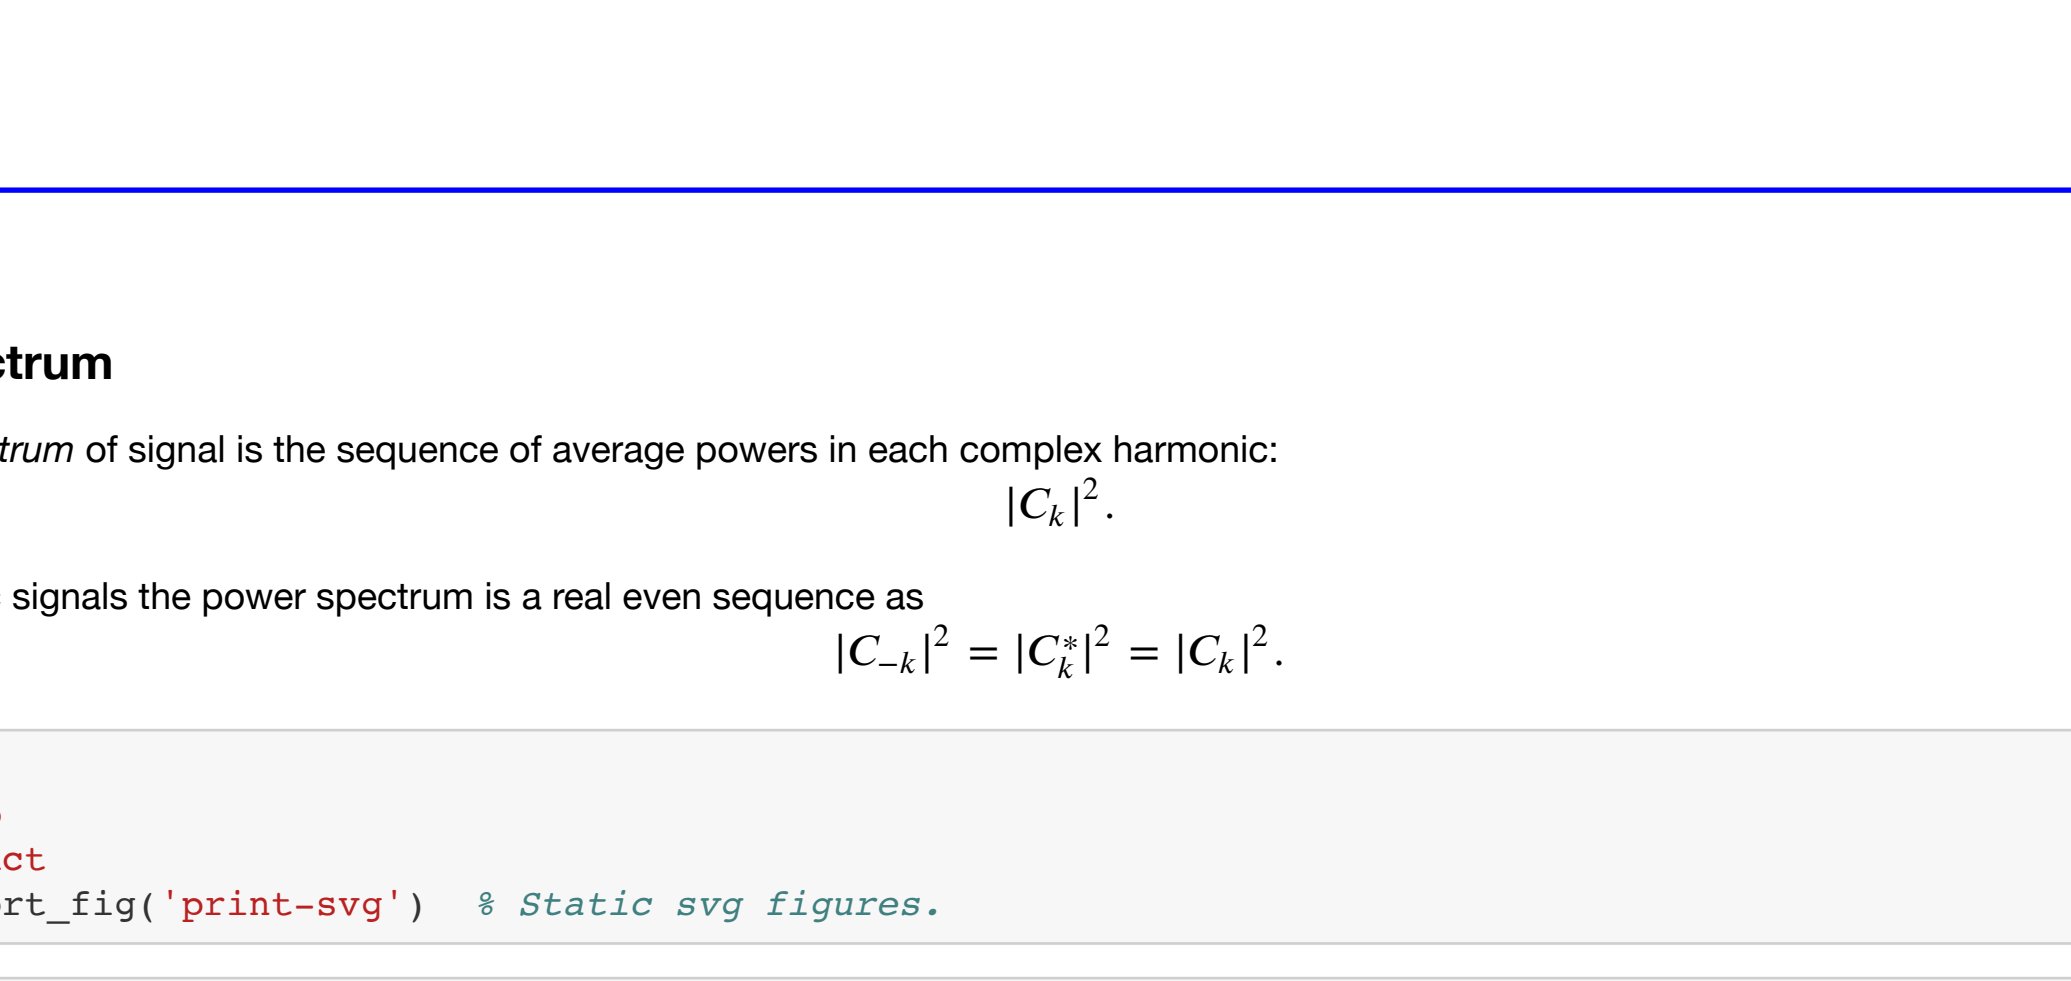 ctrum
trum of signal is the sequence of average powers in each complex harmonic:
|C_k|^2.
signals the power spectrum is a real even sequence as
|C_{-k}|^2 = |C_k^*|^2 = |C_k|^2.
ct
rt_fig('print-svg')  % Static svg figures.